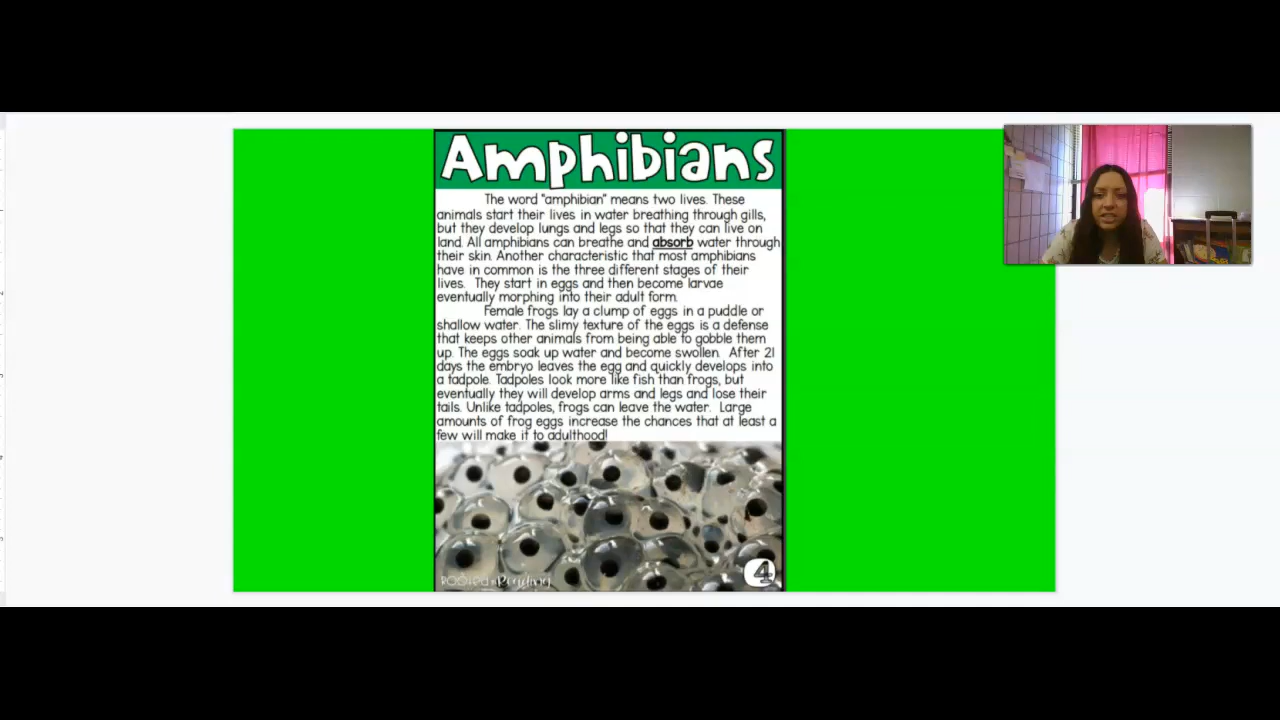 Amphibians
The word "amphibian" means two lives. These
animals start their lives in water breathing through gills,
but they develop lungs and legs so that they can live on
land. All amphibians can breathe and absorb water through
their skin. Another characteristic that most amphibians
have in common is the three different stages of their
lives. They start in eggs and then become larvae
eventually morphing into their adult form.
Female frogs lay a clump of eggs in a puddle or
shallow water. The slimy texture of the eggs is a defense
that keeps other animals from being able to gobble them
up. The eggs soak up water and become swollen. After 21
days the embryo leaves the egg and quickly develops into
a tadpole. Tadpoles look more like fish than frogs, but
eventually they will develop arms and legs and lose their
tails. Unlike tadpoles, frogs can leave the water. Large
amounts of frog eggs increase the chances that at least a
few will make it to adulthood!
ROOTED in Reading
4